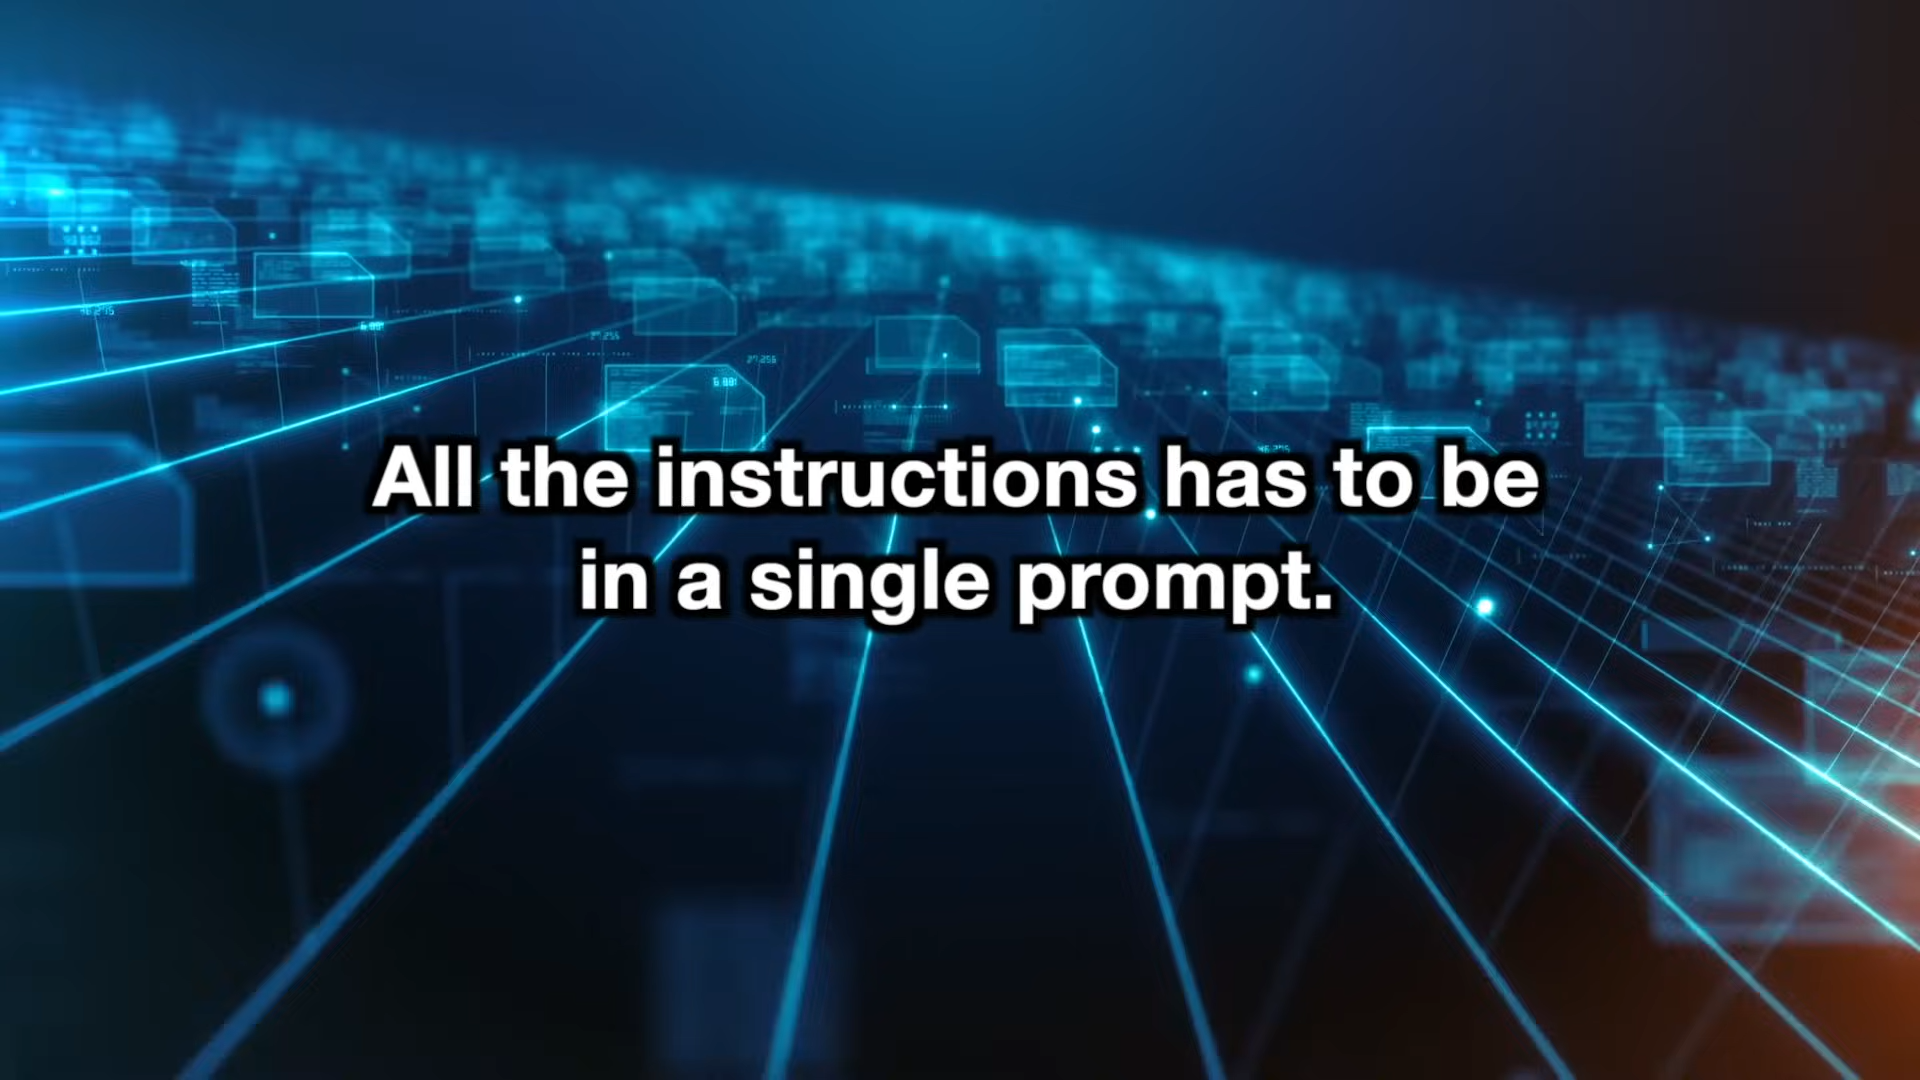 All the instructions has to be
in a single prompt.